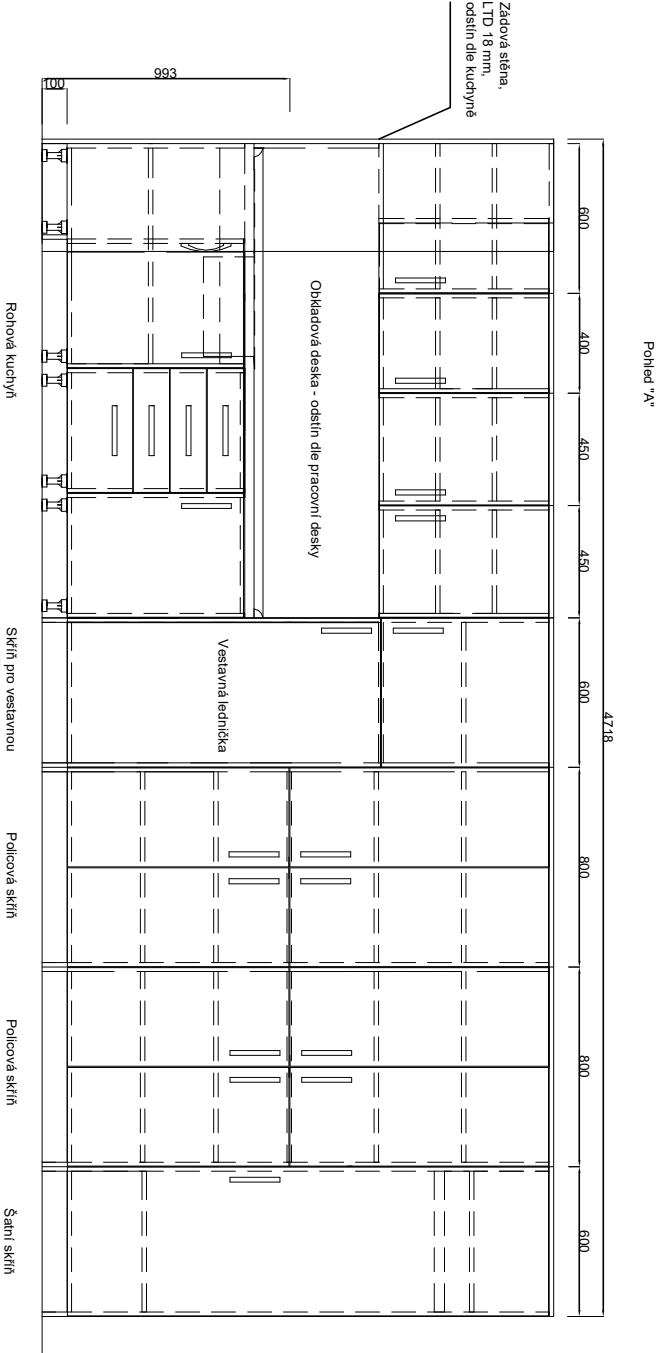 Pohled "A"
4718
600
400
450
450
600
800
800
600
Zádová stěna,
LTD 18 mm,
odstín dle kuchyně
Obkladová deska - odstín dle pracovní desky
Vestavná lednička
993
100
Rohová kuchyň
Skříň pro vestavnou
Policová skříň
Policová skříň
Šatní skříň